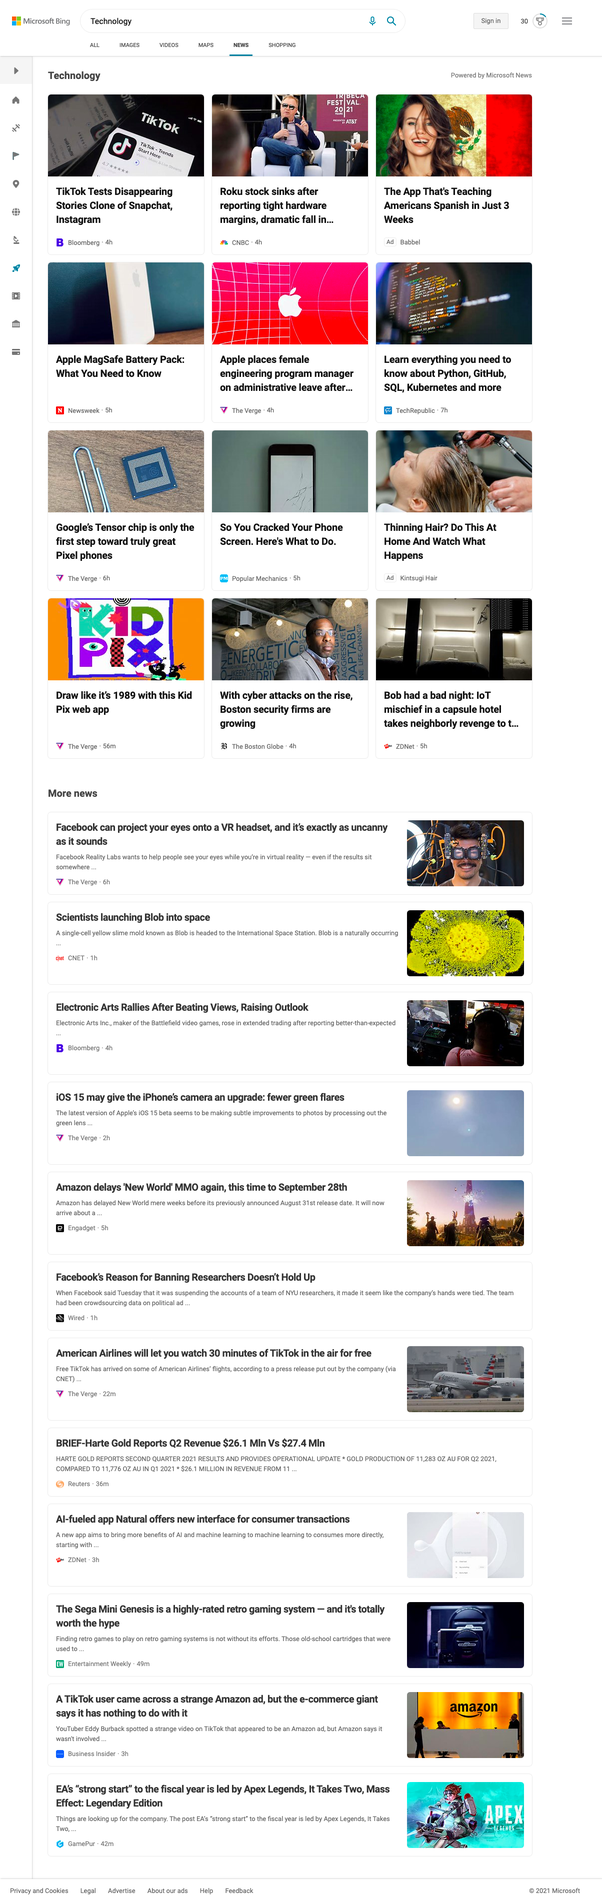 Microsoft Bing
Technology
Sign in
30
ALL
IMAGES
VIDEOS
MAPS
NEWS
SHOPPING
Technology
Powered by Microsoft News
TikTok
TikTok - Trends
Start Here
TikTok Tests Disappearing
Stories Clone of Snapchat,
Instagram
Bloomberg · 4h
TRIBECA
FESTIVAL
20 21
AT&T
Roku stock sinks after
reporting tight hardware
margins, dramatic fall in...
CNBC · 4h
The App That's Teaching
Americans Spanish in Just 3
Weeks
Ad Babbel
Apple MagSafe Battery Pack:
What You Need to Know
Newsweek · 5h
Apple places female
engineering program manager
on administrative leave after...
The Verge · 4h
Learn everything you need to
know about Python, GitHub,
SQL, Kubernetes and more
TechRepublic · 7h
Google's Tensor chip is only the
first step toward truly great
Pixel phones
The Verge · 6h
So You Cracked Your Phone
Screen. Here's What to Do.
Popular Mechanics · 5h
Thinning Hair? Do This At
Home And Watch What
Happens
Ad Kintsugi Hair
KID
PIX
Draw like it's 1989 with this Kid
Pix web app
The Verge · 56m
ENERGETIC
With cyber attacks on the rise,
Boston security firms are
growing
The Boston Globe · 4h
Bob had a bad night: IoT
mischief in a capsule hotel
takes neighborly revenge to t...
ZDNet · 5h
More news
Facebook can project your eyes onto a VR headset, and it's exactly as uncanny
as it sounds
Facebook Reality Labs wants to help people see your eyes while you're in virtual reality — even if the results sit
somewhere ...
The Verge · 6h
Scientists launching Blob into space
A single-cell yellow slime mold known as Blob is headed to the International Space Station. Blob is a naturally occurring
...
CNET · 1h
Electronic Arts Rallies After Beating Views, Raising Outlook
Electronic Arts Inc., maker of the Battlefield video games, rose in extended trading after reporting better-than-expected
...
Bloomberg · 4h
iOS 15 may give the iPhone's camera an upgrade: fewer green flares
The latest version of Apple's iOS 15 beta seems to be making subtle improvements to photos by processing out the
green lens ...
The Verge · 2h
Amazon delays 'New World' MMO again, this time to September 28th
Amazon has delayed New World mere weeks before its previously announced August 31st release date. It will now
arrive about a ...
Engadget · 5h
Facebook's Reason for Banning Researchers Doesn't Hold Up
When Facebook said Tuesday that it was suspending the accounts of a team of NYU researchers, it made it seem like the company's hands were tied. The team
had been crowdsourcing data on political ad ...
Wired · 1h
American Airlines will let you watch 30 minutes of TikTok in the air for free
Free TikTok has arrived on some of American Airlines' flights, according to a press release put out by the company (via
CNET) ...
The Verge · 22m
BRIEF-Harte Gold Reports Q2 Revenue $26.1 Mln Vs $27.4 Mln
HARTE GOLD REPORTS SECOND QUARTER 2021 RESULTS AND PROVIDES OPERATIONAL UPDATE * GOLD PRODUCTION OF 11,283 OZ AU FOR Q2 2021,
COMPARED TO 11,776 OZ AU IN Q1 2021 * $26.1 MILLION IN REVENUE FROM 11 ...
Reuters · 36m
AI-fueled app Natural offers new interface for consumer transactions
A new app aims to bring more benefits of AI and machine learning to machine learning to consumes more directly,
starting with ...
ZDNet · 3h
The Sega Mini Genesis is a highly-rated retro gaming system — and it's totally
worth the hype
Finding retro games to play on retro gaming systems is not without its efforts. Those old-school cartridges that were
used to ...
Entertainment Weekly · 49m
A TikTok user came across a strange Amazon ad, but the e-commerce giant
says it has nothing to do with it
YouTuber Eddy Burback spotted a strange video on TikTok that appeared to be an Amazon ad, but Amazon says it
wasn't involved ...
Business Insider · 3h
amazon
EA's "strong start" to the fiscal year is led by Apex Legends, It Takes Two, Mass
Effect: Legendary Edition
Things are looking up for the company. The post EA's "strong start" to the fiscal year is led by Apex Legends, It Takes
Two, ...
GamePur · 42m
APEX
LEGENDS
Privacy and Cookies
Legal
Advertise
About our ads
Help
Feedback
© 2021 Microsoft